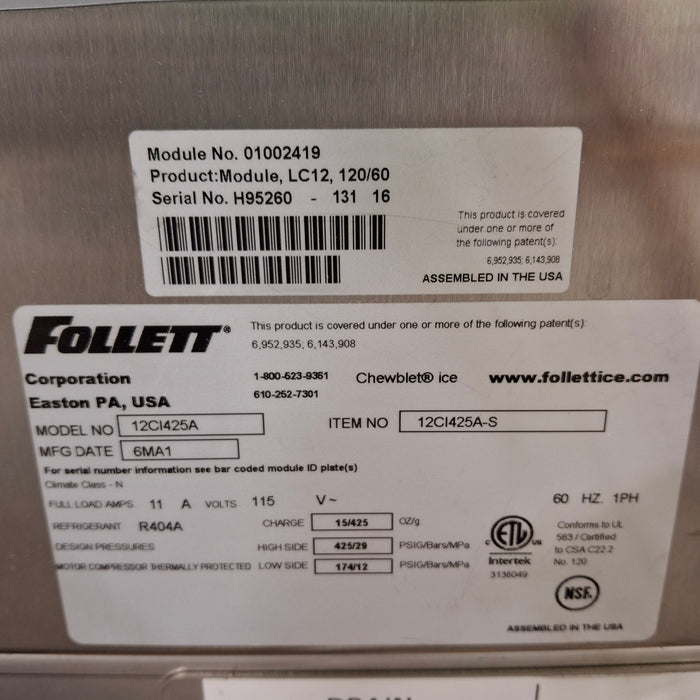 Module No. 01002419
Product:Module, LC12, 120/60
Serial No. H95260 - 131 16
This product is covered
under one or more of
the following patent(s):
6,952,935; 6,143,908
ASSEMBLED IN THE USA
FOLLETT®
This product is covered under one or more of the following patent(s):
6,952,935; 6,143,908
Corporation
Easton PA, USA
1-800-523-9361
610-252-7301
Chewblet® ice
www.follettice.com
MODEL NO 12CI425A
ITEM NO 12CI425A-S
MFG DATE 6MA1
For serial number information see bar coded module ID plate(s)
Climate Class - N
FULL LOAD AMPS 11 A VOLTS 115 V~ 60 HZ. 1PH
REFRIGERANT R404A CHARGE 15/425 OZ/g
DESIGN PRESSURES HIGH SIDE 425/29 PSIG/Bars/MPa
MOTOR COMPRESSOR THERMALLY PROTECTED LOW SIDE 174/12 PSIG/Bars/MPa
C ETL US
Intertek
3136049
Conforms to UL
563 / Certified
to CSA C22.2
No. 120
NSF.
ASSEMBLED IN THE USA